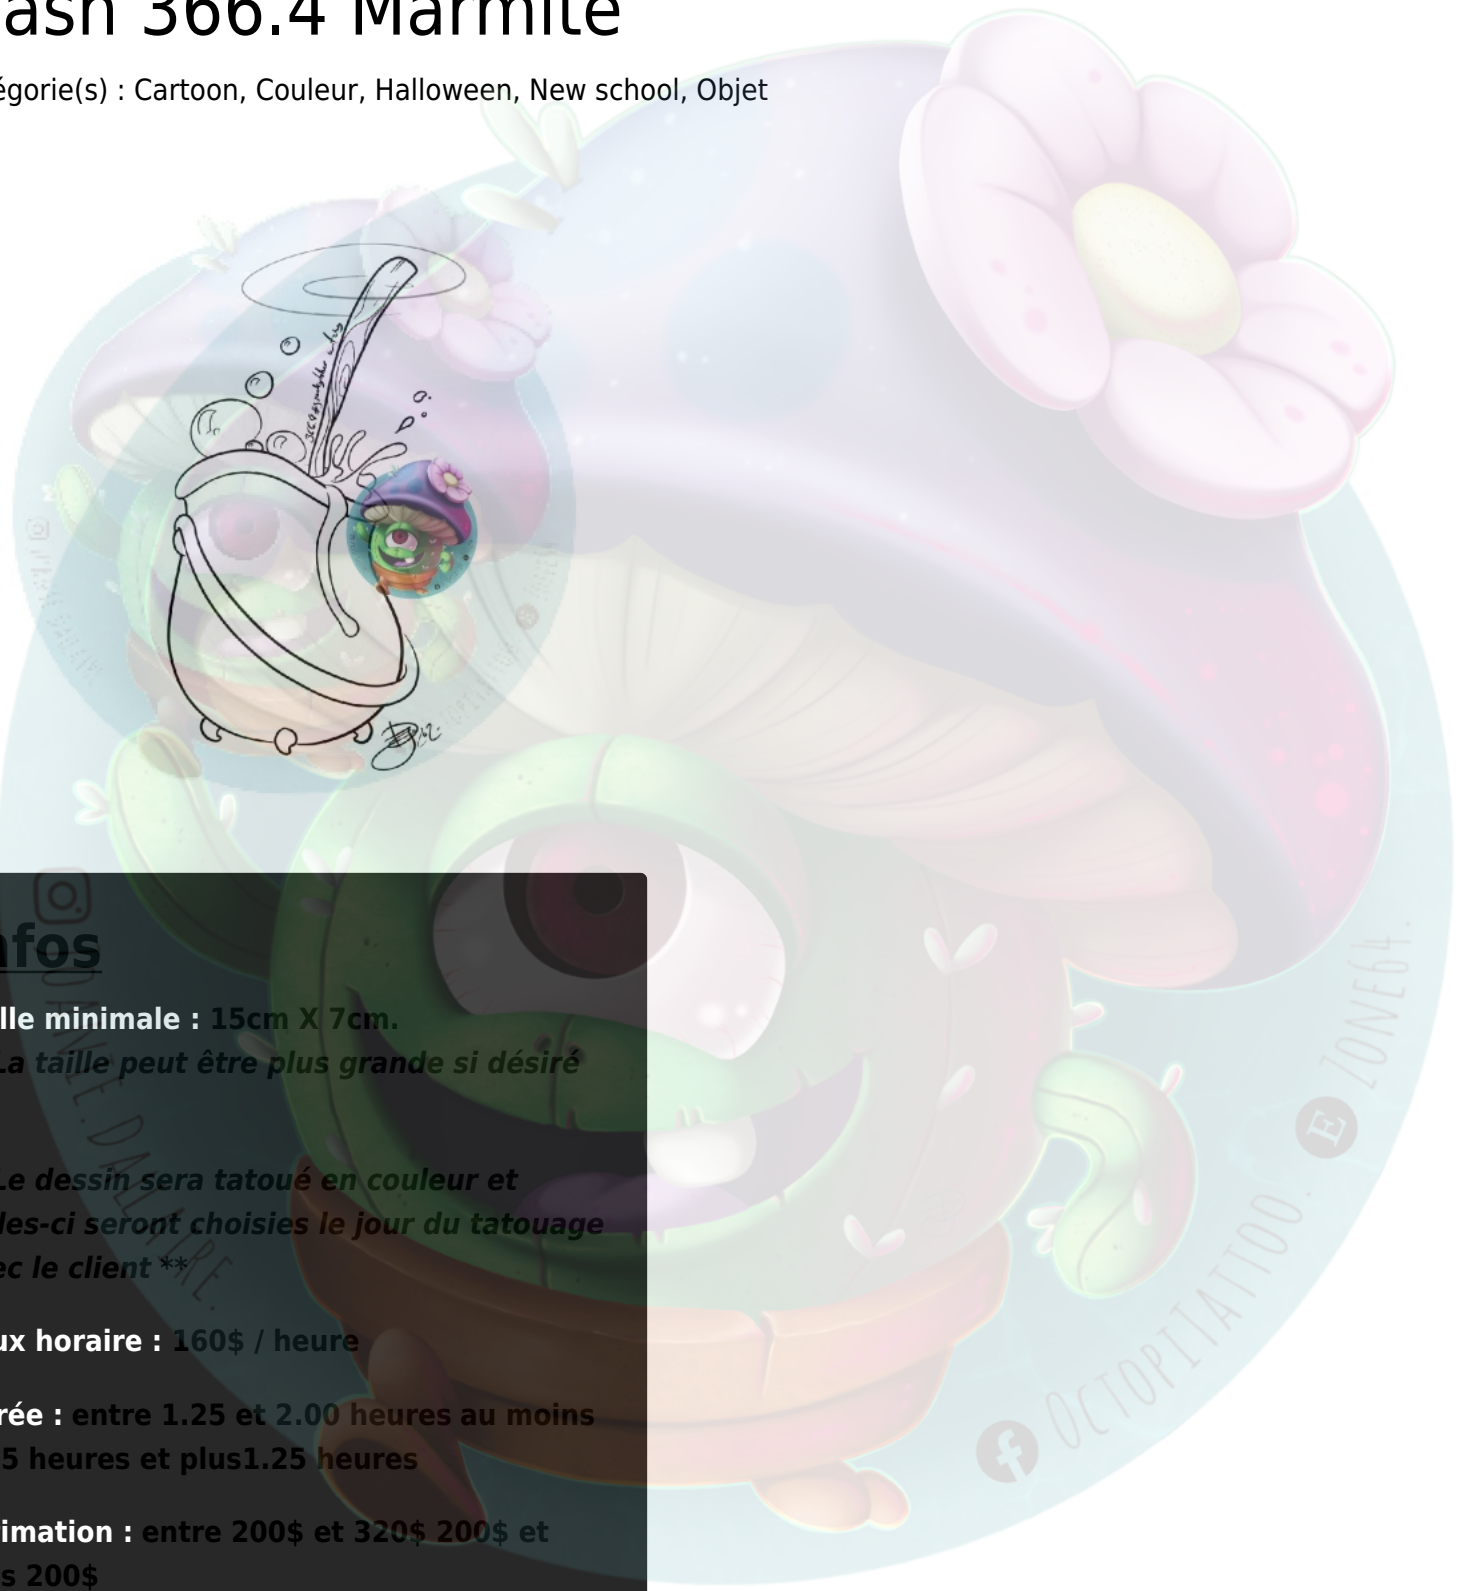 ash 366.4 Marmite
égorie(s) : Cartoon, Couleur, Halloween, New school, Objet
nfos
lle minimale : 15cm X 7cm.
La taille peut être plus grande si désiré
Le dessin sera tatoué en couleur et
les-ci seront choisies le jour du tatouage
ec le client **
ux horaire : 160$ / heure
rée : entre 1.25 et 2.00 heures au moins
5 heures et plus1.25 heures
imation : entre 200$ et 320$ 200$ et
s 200$
DALLAIRE.
OCTOPITATTOO.
E ZONE64.